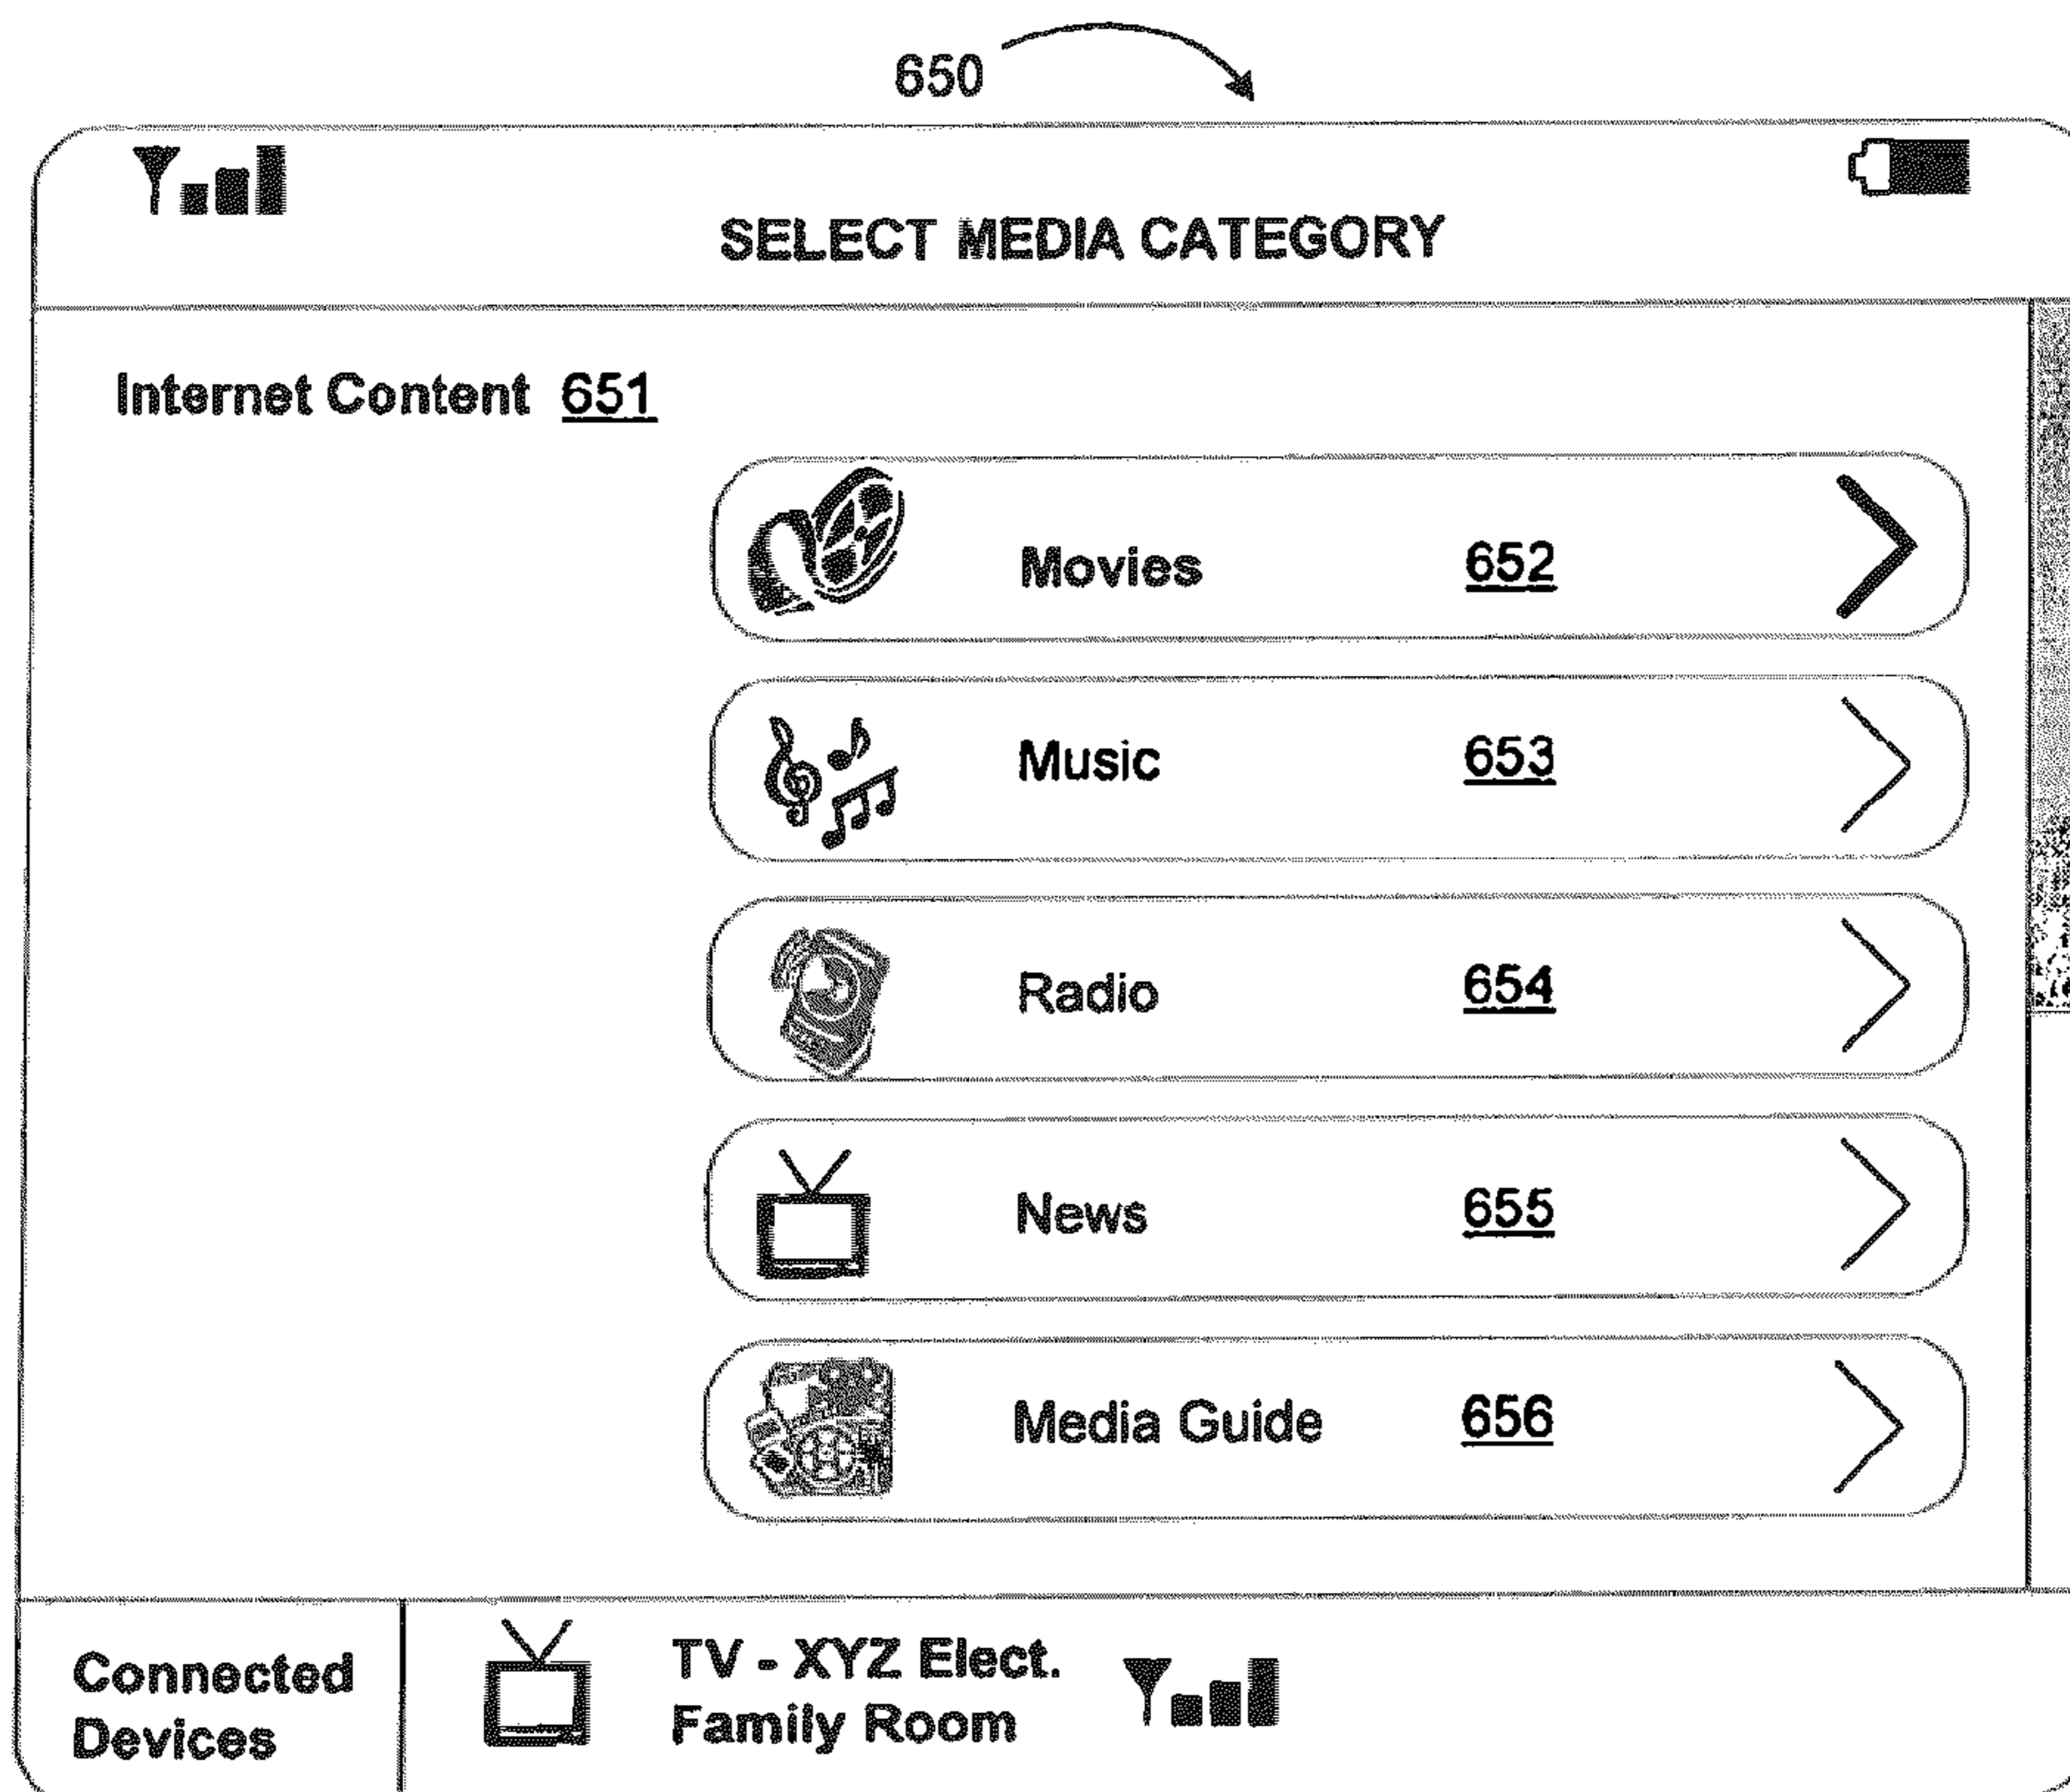 650
SELECT MEDIA CATEGORY
Internet Content 651
Movies 652
Music 653
Radio 654
News 655
Media Guide 656
Connected
Devices
TV - XYZ Elect.
Family Room